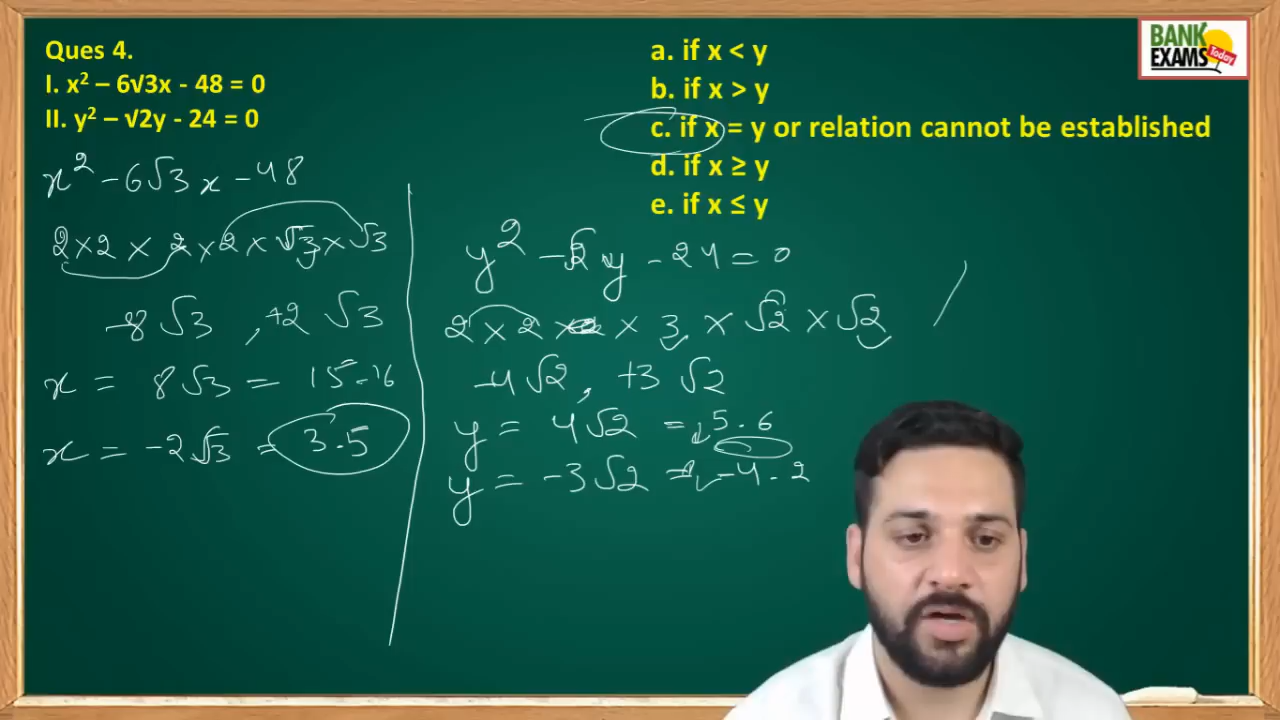 Ques 4.
I. x² – 6√3x - 48 = 0
II. y² – √2y - 24 = 0
a. if x < y
b. if x > y
c. if x = y or relation cannot be established
d. if x ≥ y
e. if x ≤ y
BANK
EXAMS
Today
x² - 6√3 x - 48
2 × 2 × 2 × 2 × √3 × √3
-8√3 , +2√3
x = 8√3 = 15.16
x = -2√3 = 3.5
y² - √2 y - 24 = 0
2 × 2 × × 3 × √2 × √2
-4√2 , +3√2
y = 4√2 = 5.6
y = -3√2 = -4.2